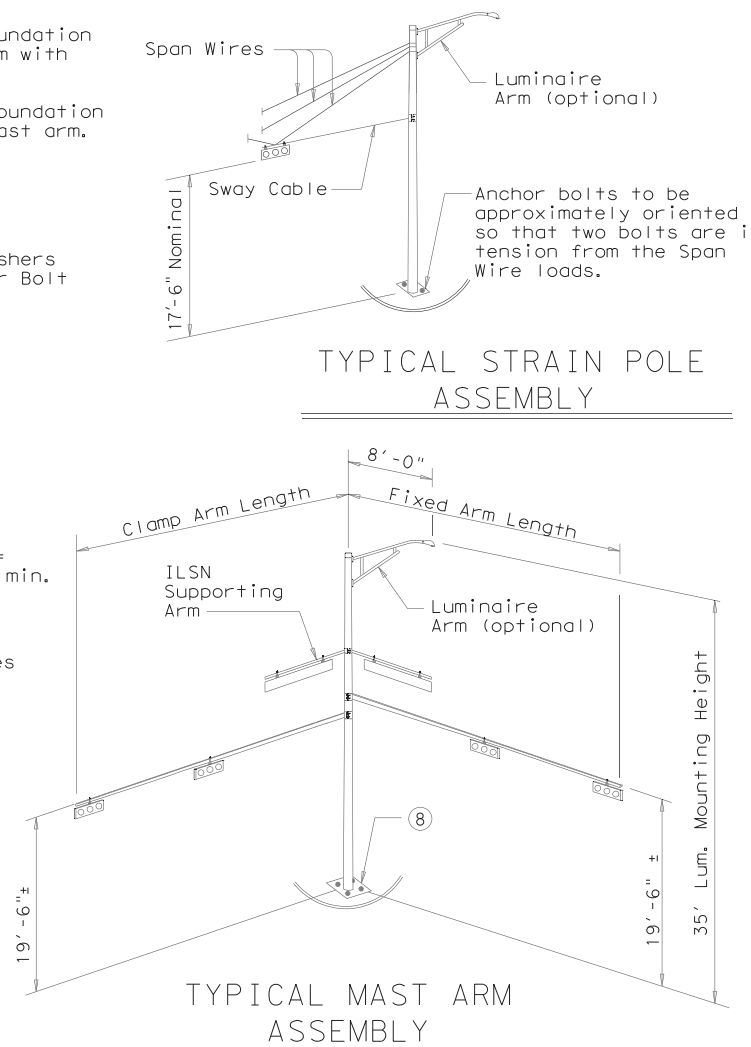 undation
m with
oundation
ast arm.
shers
r Bolt
Span Wires
Luminaire
Arm (optional)
Sway Cable
17'-6" Nominal
Anchor bolts to be
approximately oriented
so that two bolts are i
tension from the Span
Wire loads.
TYPICAL STRAIN POLE
ASSEMBLY
min.
es
8'-0"
Clamp Arm Length
Fixed Arm Length
ILSN
Supporting
Arm
Luminaire
Arm (optional)
35' Lum. Mounting Height
8
19'-6"±
19'-6" ±
TYPICAL MAST ARM
ASSEMBLY